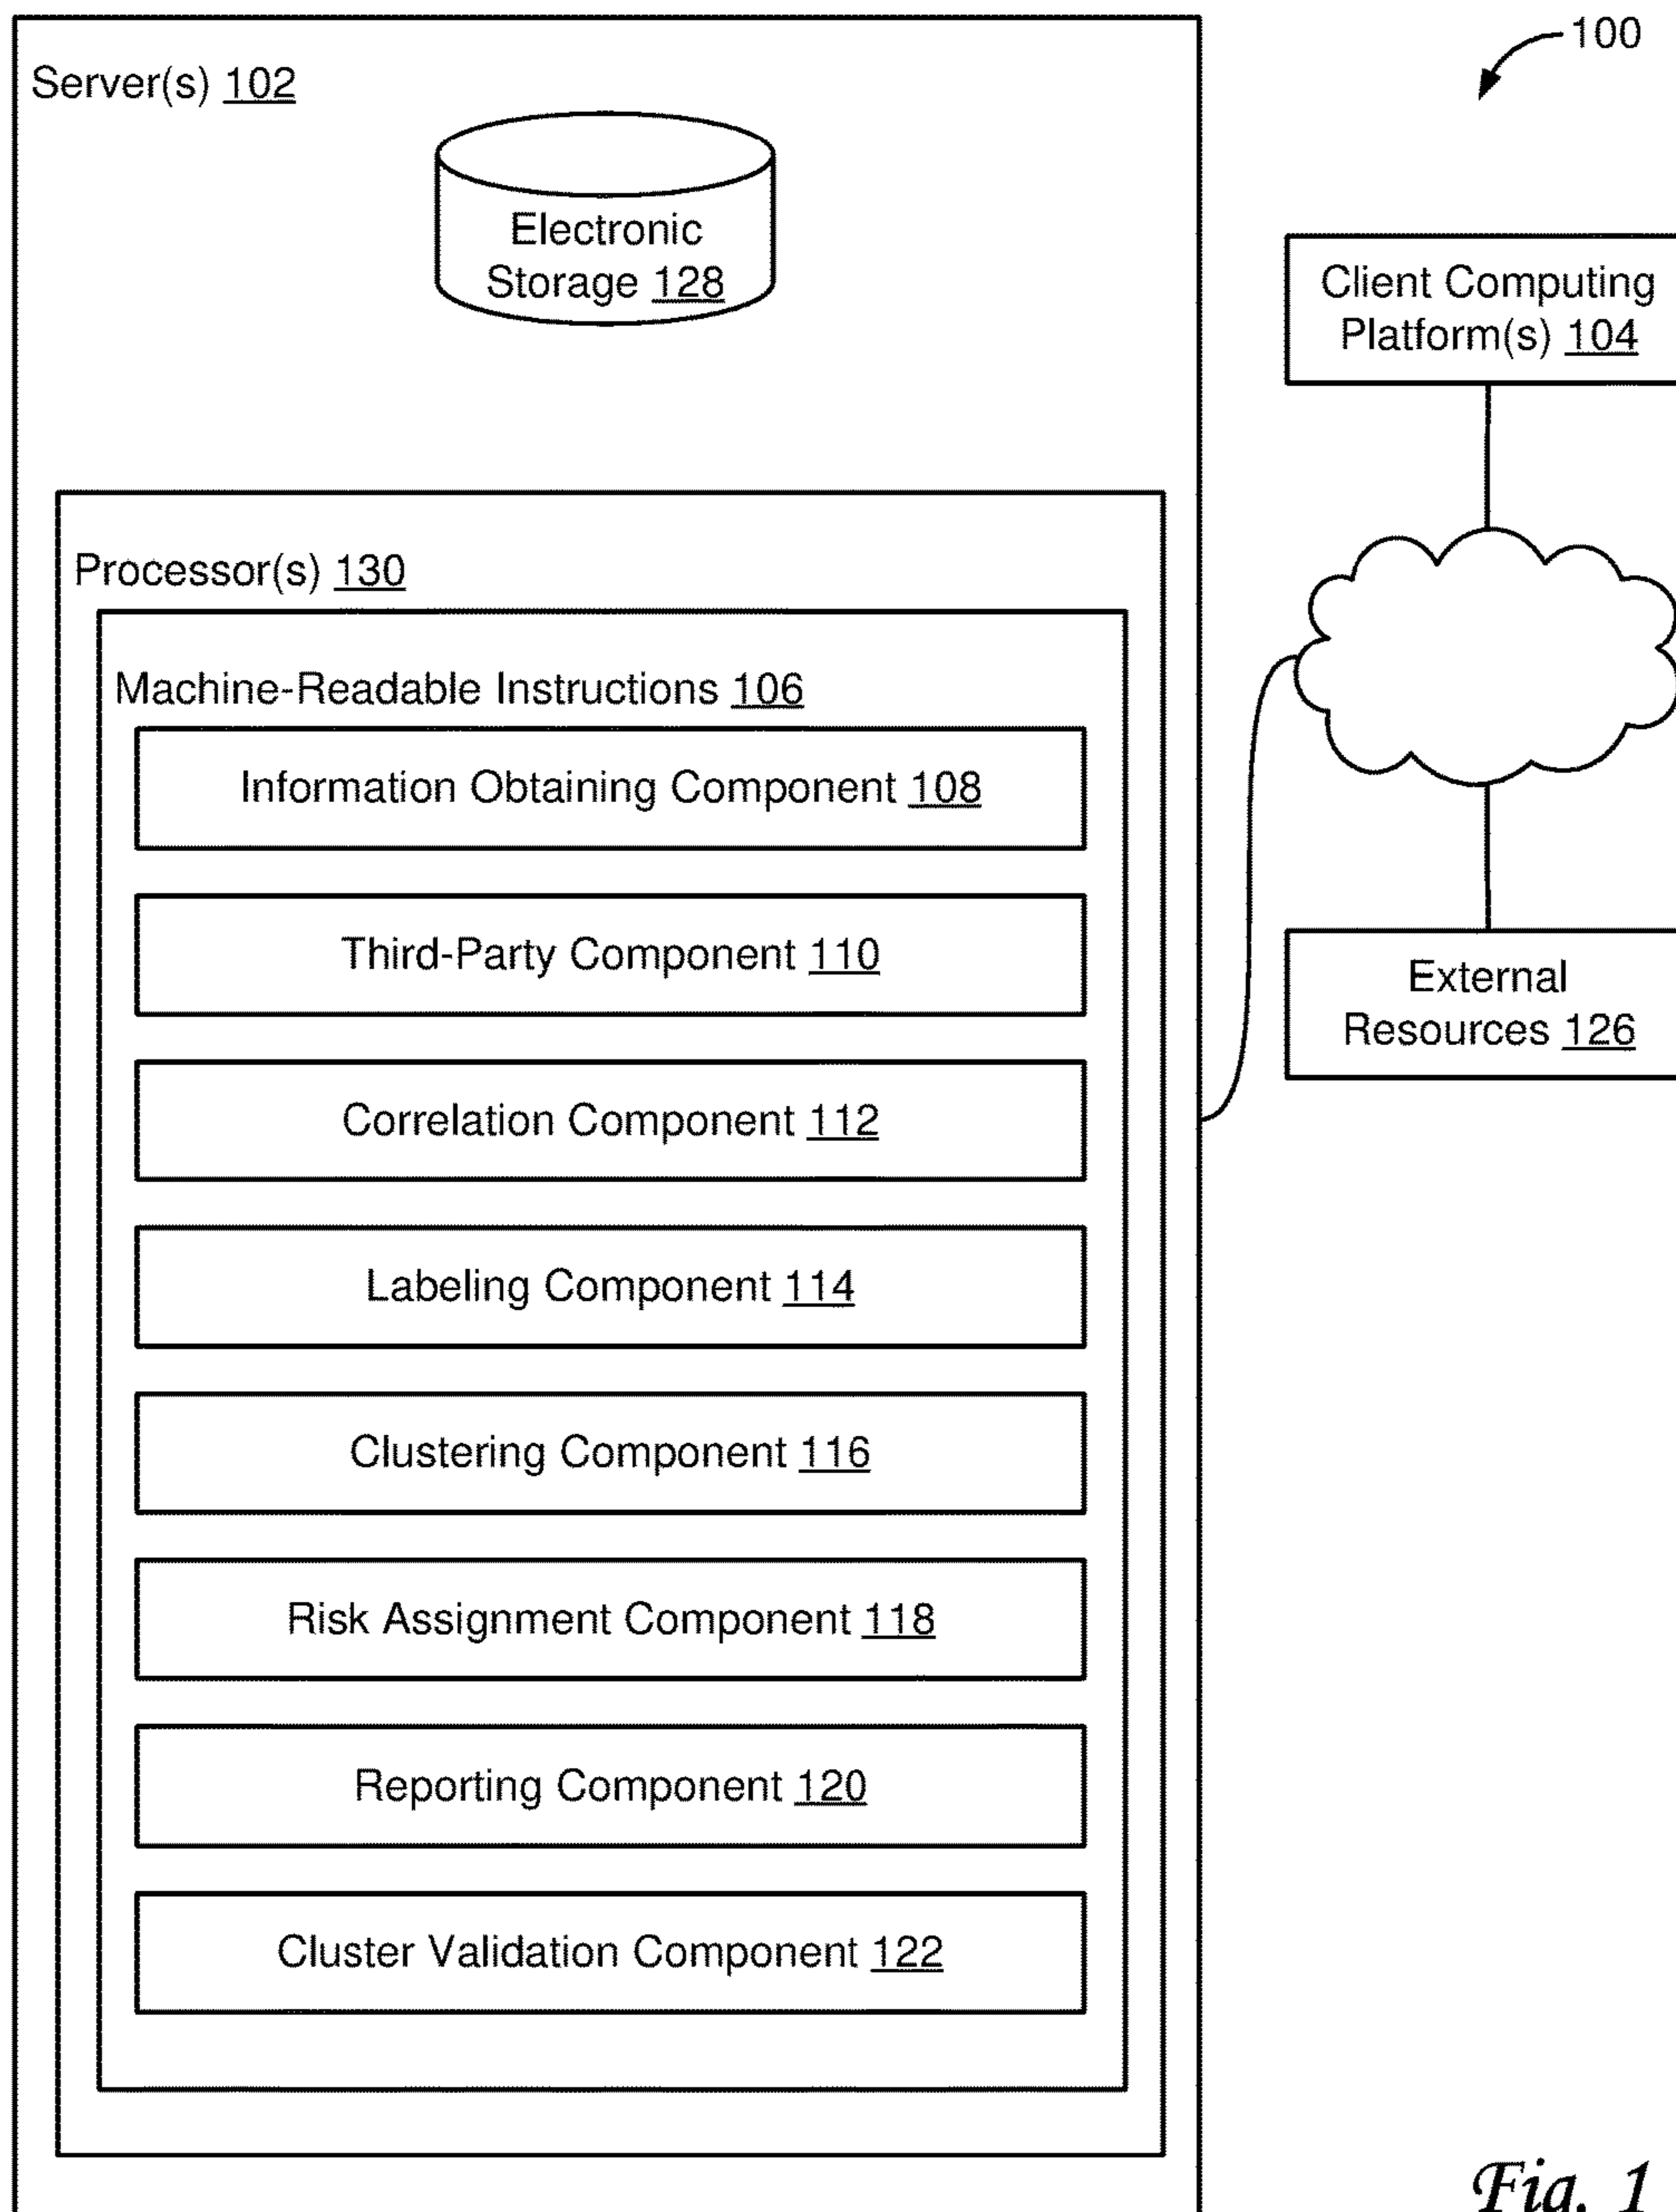 100
Server(s) 102
Electronic
Storage 128
Client Computing
Platform(s) 104
Processor(s) 130
Machine-Readable Instructions 106
Information Obtaining Component 108
Third-Party Component 110
External
Resources 126
Correlation Component 112
Labeling Component 114
Clustering Component 116
Risk Assignment Component 118
Reporting Component 120
Cluster Validation Component 122
Fig. 1